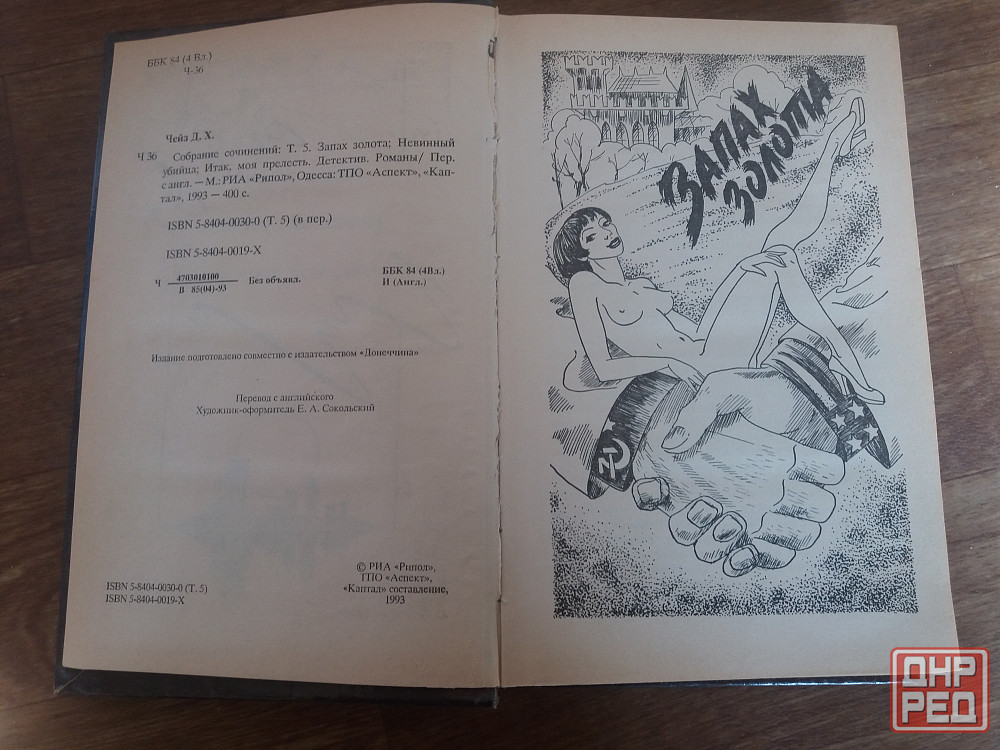 ББК 84 (4 Вл.)
Ч-36
Чейз Д. Х.
Ч 36 Собрание сочинений: Т. 5. Запах золота; Невинный
убийца; Итак, моя прелесть. Детектив. Романы/ Пер.
с англ. — М.: РИА «Рипол», Одесса: ТПО «Аспект», «Кап-
тал», 1993 — 400 с.
ISBN 5-8404-0030-0 (Т. 5) (в пер.)
ISBN 5-8404-0019-X
Ч 4703010100 Без объявл.
В 85(04)-93
ББК 84 (4Вл.)
И (Англ.)
Издание подготовлено совместно с издательством «Донеччина»
Перевод с английского
Художник-оформитель Е. А. Сокольский
© РИА «Рипол»,
ТПО «Аспект»,
«Каптал» составление,
1993
ISBN 5-8404-0030-0 (Т. 5)
ISBN 5-8404-0019-X
ЗАПАХ
ЗОЛОТА
ДНР
РЕД